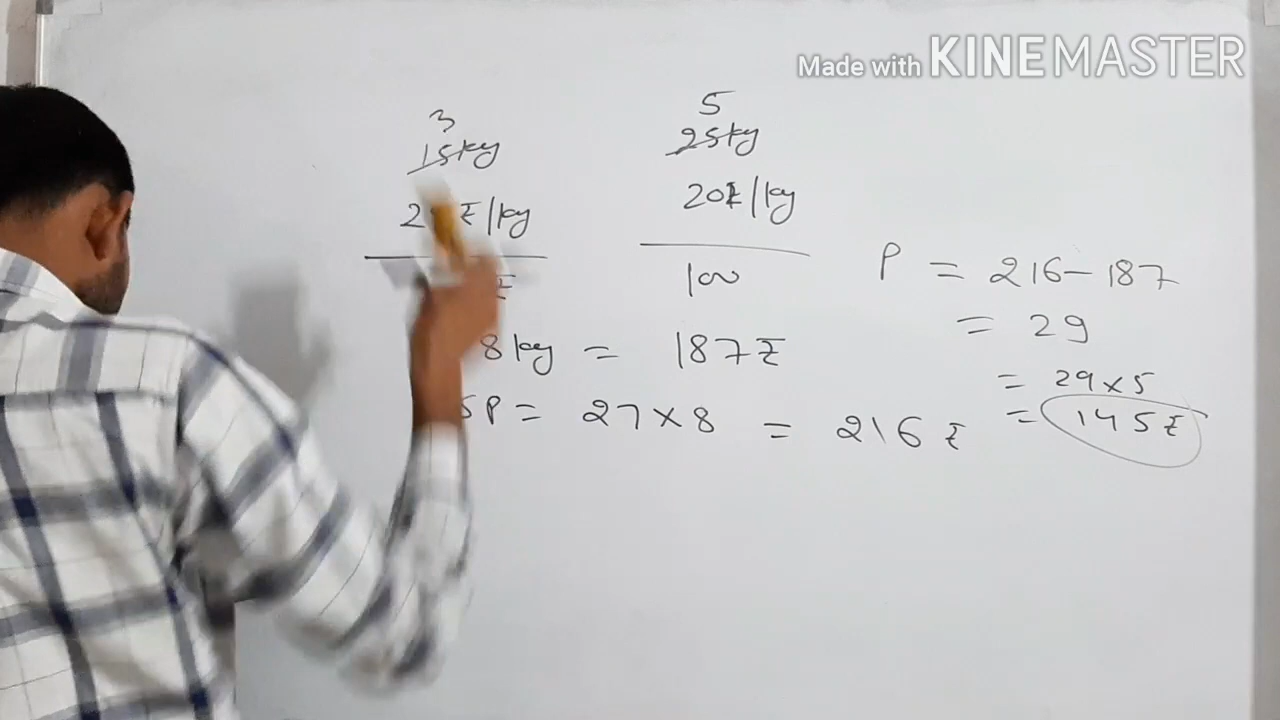 Made with KINEMASTER
3 5
15kg 25kg
₹/kg 20₹/kg
₹ 100
8kg = 187₹
SP = 27×8 = 216₹
P = 216-187
= 29
= 29×5
= 145₹